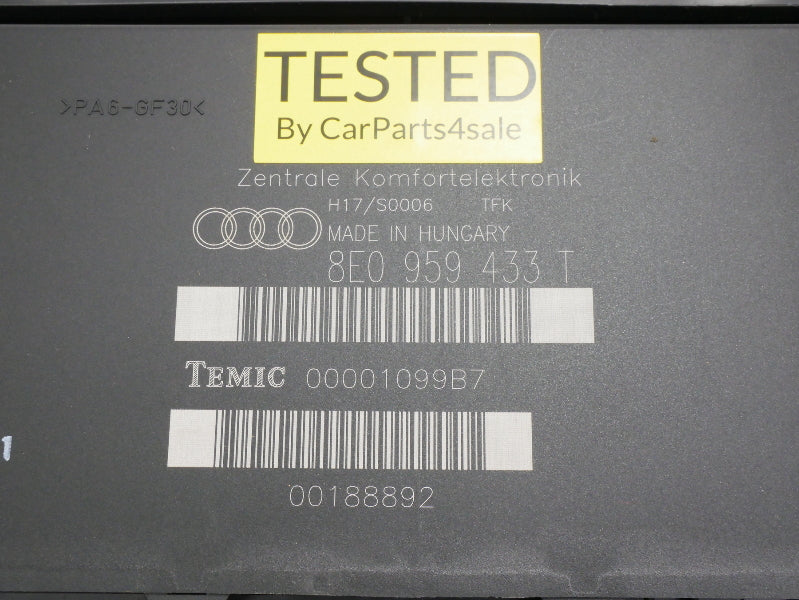 TESTED
By CarParts4sale
>PA6-GF30<
Zentrale Komfortelektronik
H17/S0006 TFK
MADE IN HUNGARY
8E0 959 433 T
TEMIC 00001099B7
1
00188892